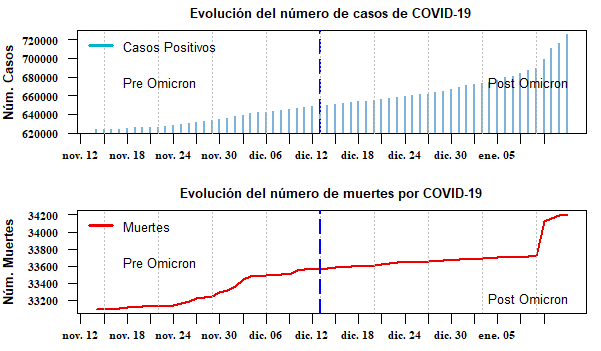 Evolución del número de casos de COVID-19
Núm. Casos
720000
700000
680000
660000
640000
620000
Casos Positivos
Pre Omicron
Post Omicron
nov. 12 nov. 18 nov. 24 nov. 30 dic. 06 dic. 12 dic. 18 dic. 24 dic. 30 ene. 05
Evolución del número de muertes por COVID-19
Núm. Muertes
34200
34000
33800
33600
33400
33200
Muertes
Pre Omicron
Post Omicron
nov. 12 nov. 18 nov. 24 nov. 30 dic. 06 dic. 12 dic. 18 dic. 24 dic. 30 ene. 05